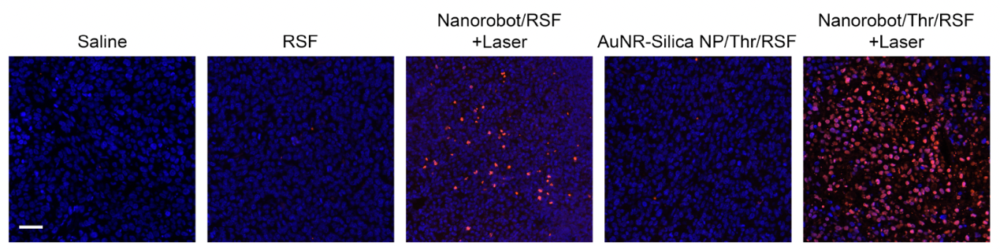 Saline
RSF
Nanorobot/RSF
+Laser
AuNR-Silica NP/Thr/RSF
Nanorobot/Thr/RSF
+Laser